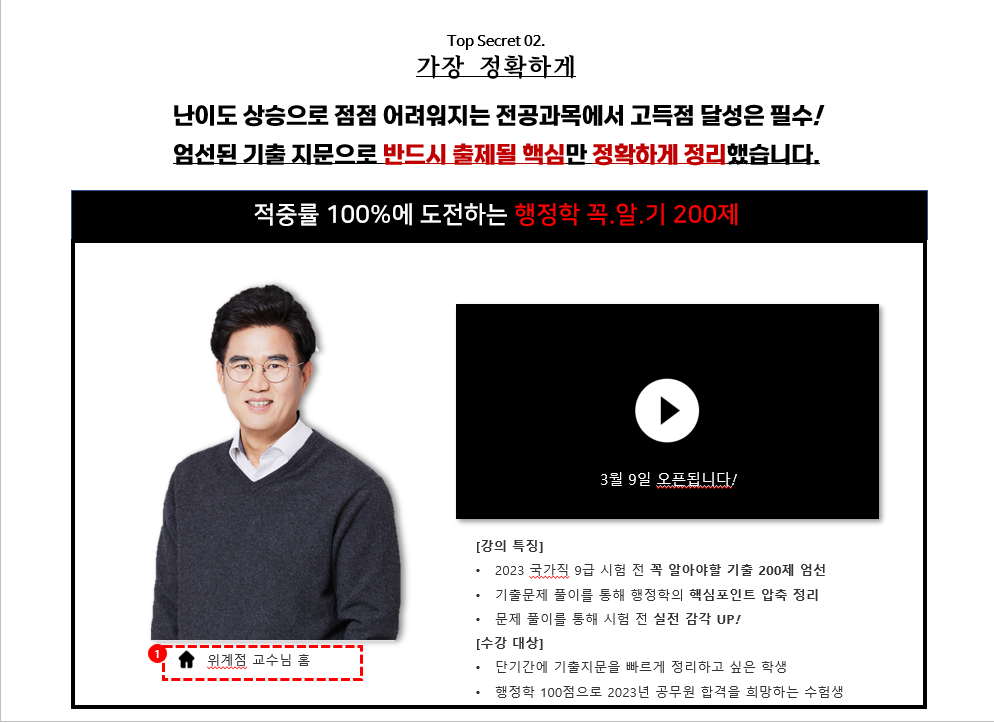 Top Secret 02.
가장 정확하게
난이도 상승으로 점점 어려워지는 전공과목에서 고득점 달성은 필수!
엄선된 기출 지문으로 반드시 출제될 핵심만 정확하게 정리했습니다.
적중률 100%에 도전하는 행정학 꼭.알.기 200제
3월 9일 오픈됩니다!
[강의 특징]
• 2023 국가직 9급 시험 전 꼭 알아야할 기출 200제 엄선
• 기출문제 풀이를 통해 행정학의 핵심포인트 압축 정리
• 문제 풀이를 통해 시험 전 실전 감각 UP!
[수강 대상]
• 단기간에 기출지문을 빠르게 정리하고 싶은 학생
• 행정학 100점으로 2023년 공무원 합격을 희망하는 수험생
1
위계점 교수님 홈